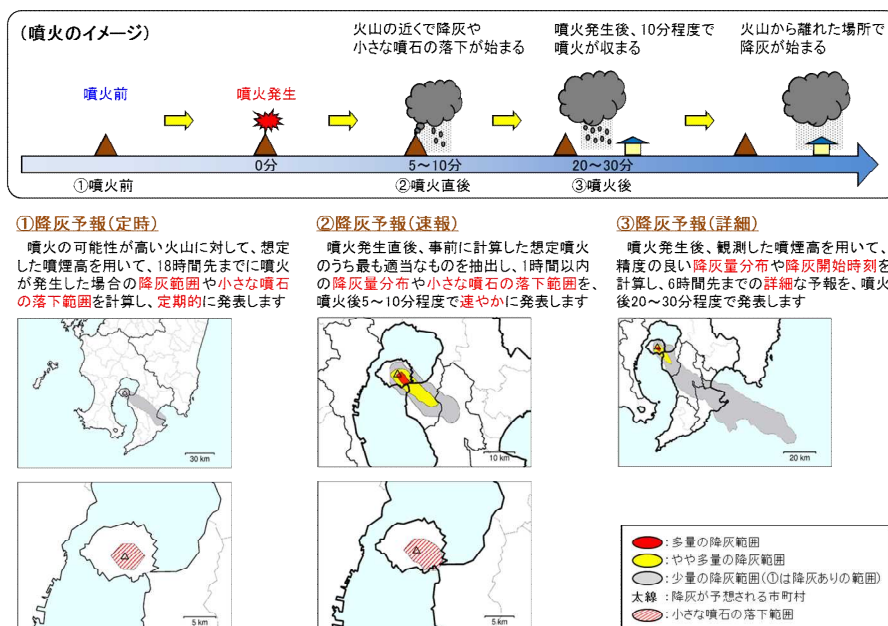 (噴火のイメージ)
火山の近くで降灰や
小さな噴石の落下が始まる
噴火発生後、10分程度で
噴火が収まる
火山から離れた場所で
降灰が始まる
噴火前
噴火発生
0分
5~10分
20~30分
①噴火前
②噴火直後
③噴火後
①降灰予報(定時)
噴火の可能性が高い火山に対して、想定
した噴煙高を用いて、18時間先までに噴火
が発生した場合の降灰範囲や小さな噴石
の落下範囲を計算し、定期的に発表します
30 km
5 km
②降灰予報(速報)
噴火発生直後、事前に計算した想定噴火
のうち最も適当なものを抽出し、1時間以内
の降灰量分布や小さな噴石の落下範囲を、
噴火後5~10分程度で速やかに発表します
10 km
5 km
③降灰予報(詳細)
噴火発生後、観測した噴煙高を用いて、
精度の良い降灰量分布や降灰開始時刻を
計算し、6時間先までの詳細な予報を、噴火
後20~30分程度で発表します
20 km
:多量の降灰範囲
:やや多量の降灰範囲
:少量の降灰範囲(①は降灰ありの範囲)
太線 :降灰が予想される市町村
:小さな噴石の落下範囲